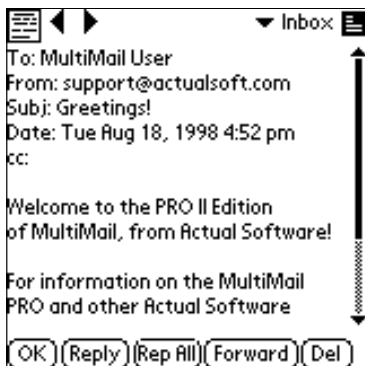 Inbox
To: MultiMail User
From: support@actualsoft.com
Subj: Greetings!
Date: Tue Aug 18, 1998 4:52 pm
cc:
Welcome to the PRO II Edition
of MultiMail, from Actual Software!
For information on the MultiMail
PRO and other Actual Software
OK Reply Rep All Forward Del